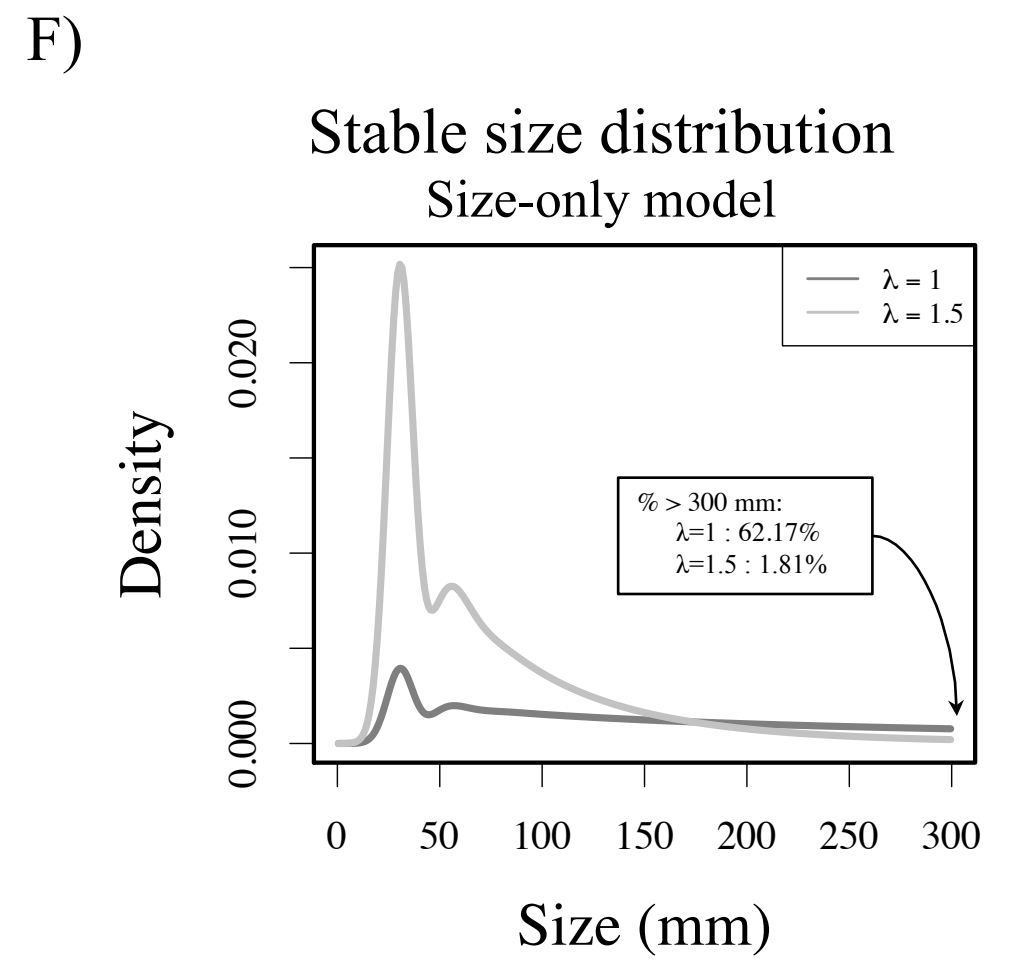 F)
Stable size distribution
Size-only model
λ = 1
λ = 1.5
% > 300 mm:
λ=1 : 62.17%
λ=1.5 : 1.81%
Density
0.020
0.010
0.000
0 50 100 150 200 250 300
Size (mm)